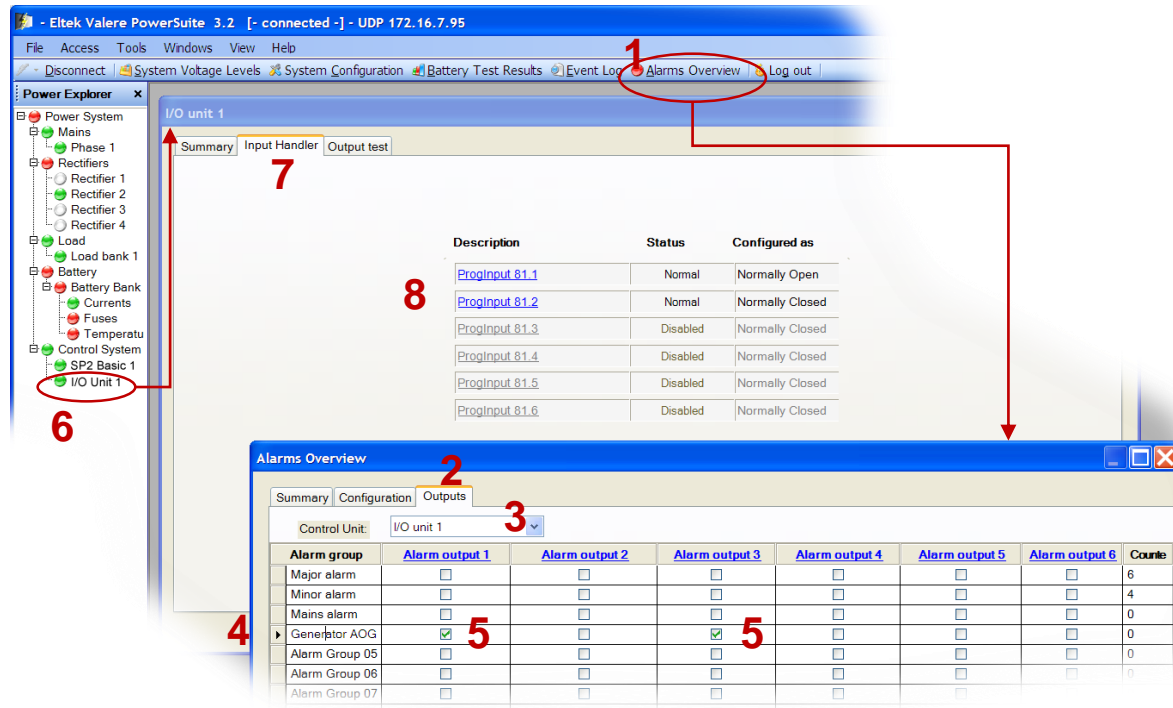 - Eltek Valere PowerSuite 3.2 [- connected -] - UDP 172.16.7.95
File Access Tools Windows View Help
Disconnect System Voltage Levels System Configuration Battery Test Results Event Log Alarms Overview Log out
1
Power Explorer x
Power System
Mains
Phase 1
Rectifiers
Rectifier 1
Rectifier 2
Rectifier 3
Rectifier 4
Load
Load bank 1
Battery
Battery Bank
Currents
Fuses
Temperatu
Control System
SP2 Basic 1
I/O Unit 1
6
I/O unit 1
Summary Input Handler Output test
7
Description Status Configured as
8
ProgInput 81.1 Normal Normally Open
ProgInput 81.2 Normal Normally Closed
ProgInput 81.3 Disabled Normally Closed
ProgInput 81.4 Disabled Normally Closed
ProgInput 81.5 Disabled Normally Closed
ProgInput 81.6 Disabled Normally Closed
Alarms Overview
2
Summary Configuration Outputs
Control Unit: I/O unit 1 3
Alarm group Alarm output 1 Alarm output 2 Alarm output 3 Alarm output 4 Alarm output 5 Alarm output 6 Counte
Major alarm 6
Minor alarm 4
Mains alarm 0
4 Generator AOG 5 5 0
Alarm Group 05 0
Alarm Group 06 0
Alarm Group 07